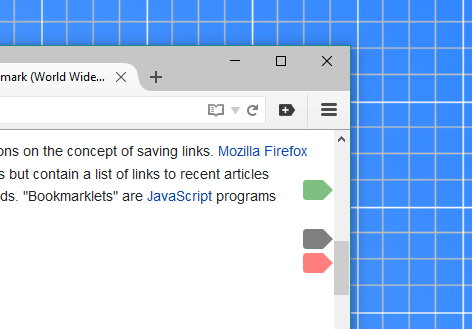 mark (World Wide...
ons on the concept of saving links. Mozilla Firefox
s but contain a list of links to recent articles
ds. "Bookmarklets" are JavaScript programs